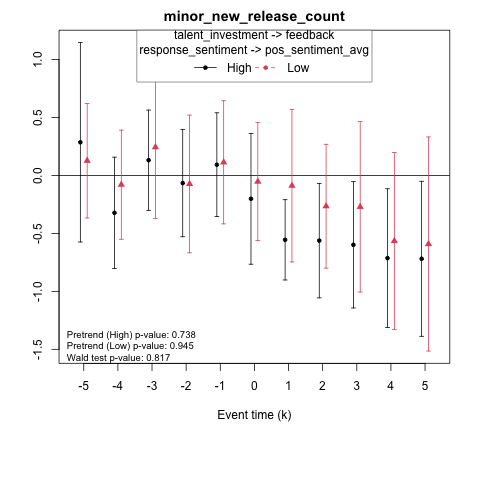 minor_new_release_count
talent_investment -> feedback
response_sentiment -> pos_sentiment_avg
High Low
1.0
0.5
0.0
-0.5
-1.0
-1.5
Pretrend (High) p-value: 0.738
Pretrend (Low) p-value: 0.945
Wald test p-value: 0.817
-5 -4 -3 -2 -1 0 1 2 3 4 5
Event time (k)